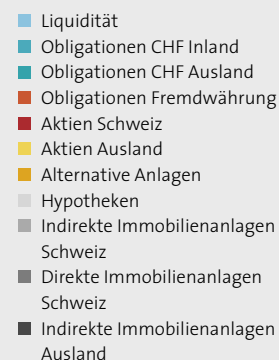 Liquidität
Obligationen CHF Inland
Obligationen CHF Ausland
Obligationen Fremdwährung
Aktien Schweiz
Aktien Ausland
Alternative Anlagen
Hypotheken
Indirekte Immobilienanlagen
Schweiz
Direkte Immobilienanlagen
Schweiz
Indirekte Immobilienanlagen
Ausland